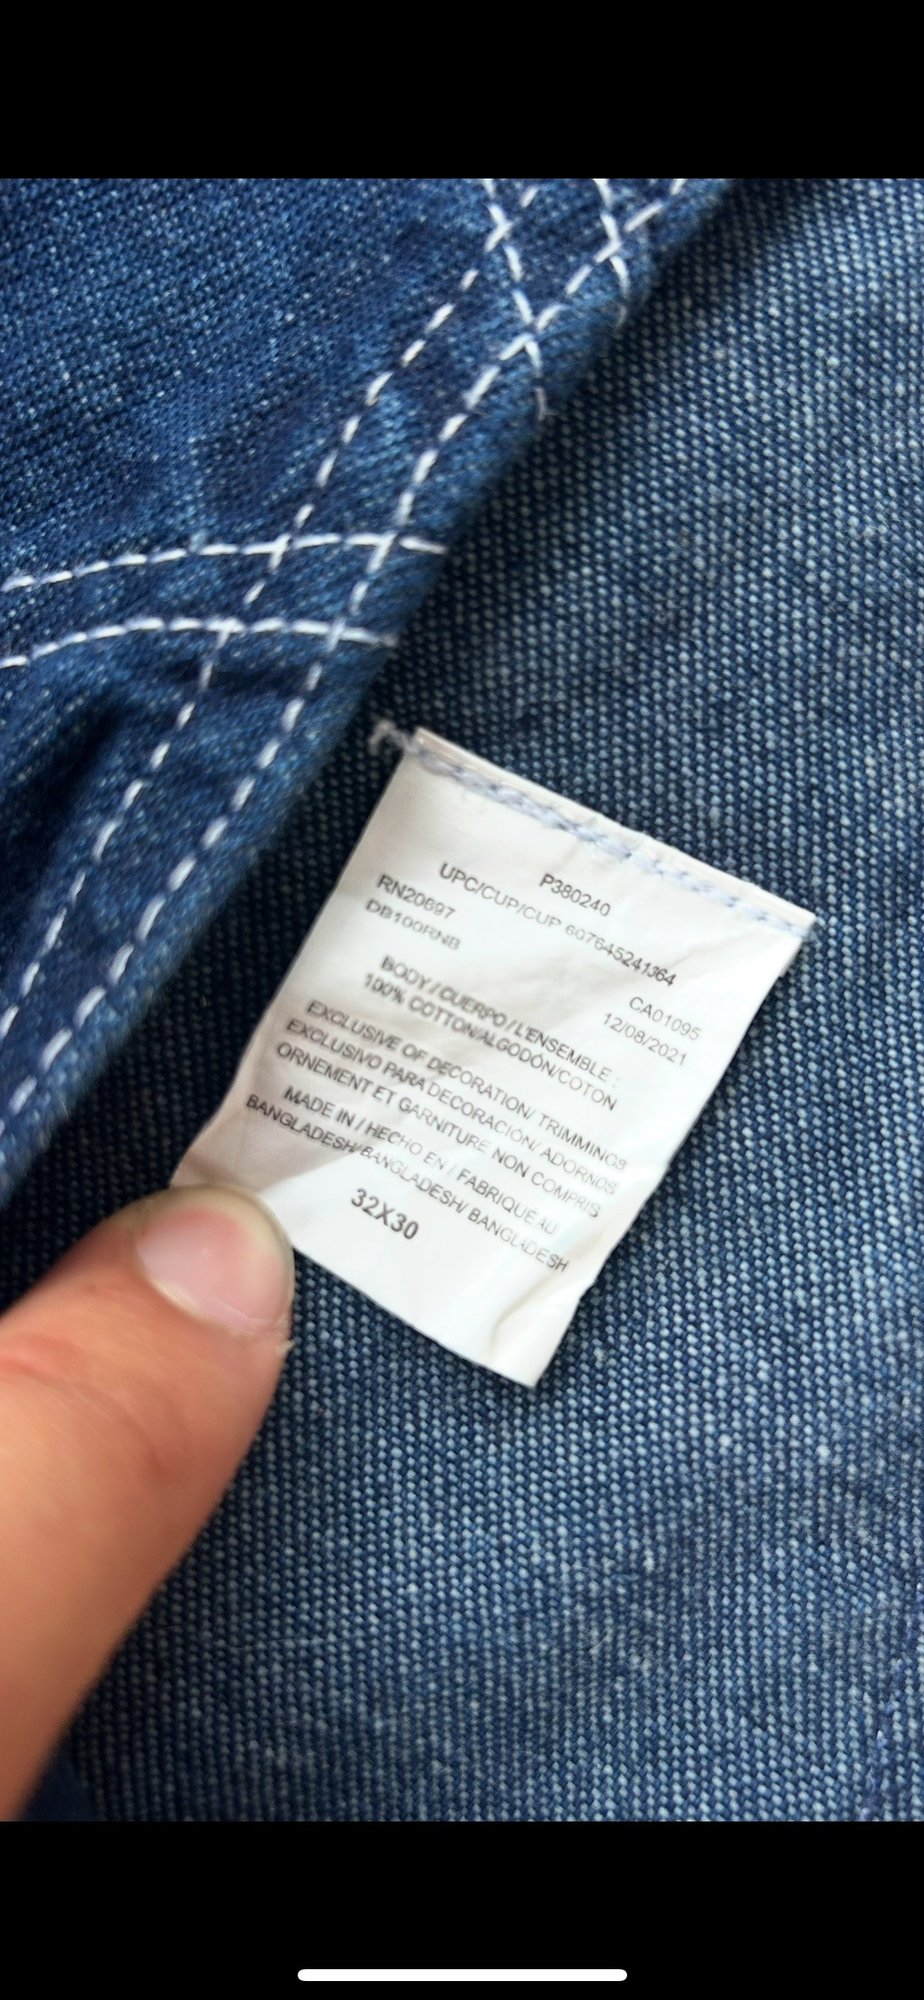 P380240
UPC/CUP/CUP 607645241364
RN20697 CA01095
DB100RNB 12/08/2021
BODY / CUERPO / L'ENSEMBLE :
100% COTTON/ALGODÓN/COTON
EXCLUSIVE OF DECORATION/ TRIMMINGS
EXCLUSIVO PARA DECORACIÓN/ ADORNOS
ORNEMENT ET GARNITURE NON COMPRIS
MADE IN / HECHO EN / FABRIQUE AU
BANGLADESH/ BANGLADESH/ BANGLADESH
32X30